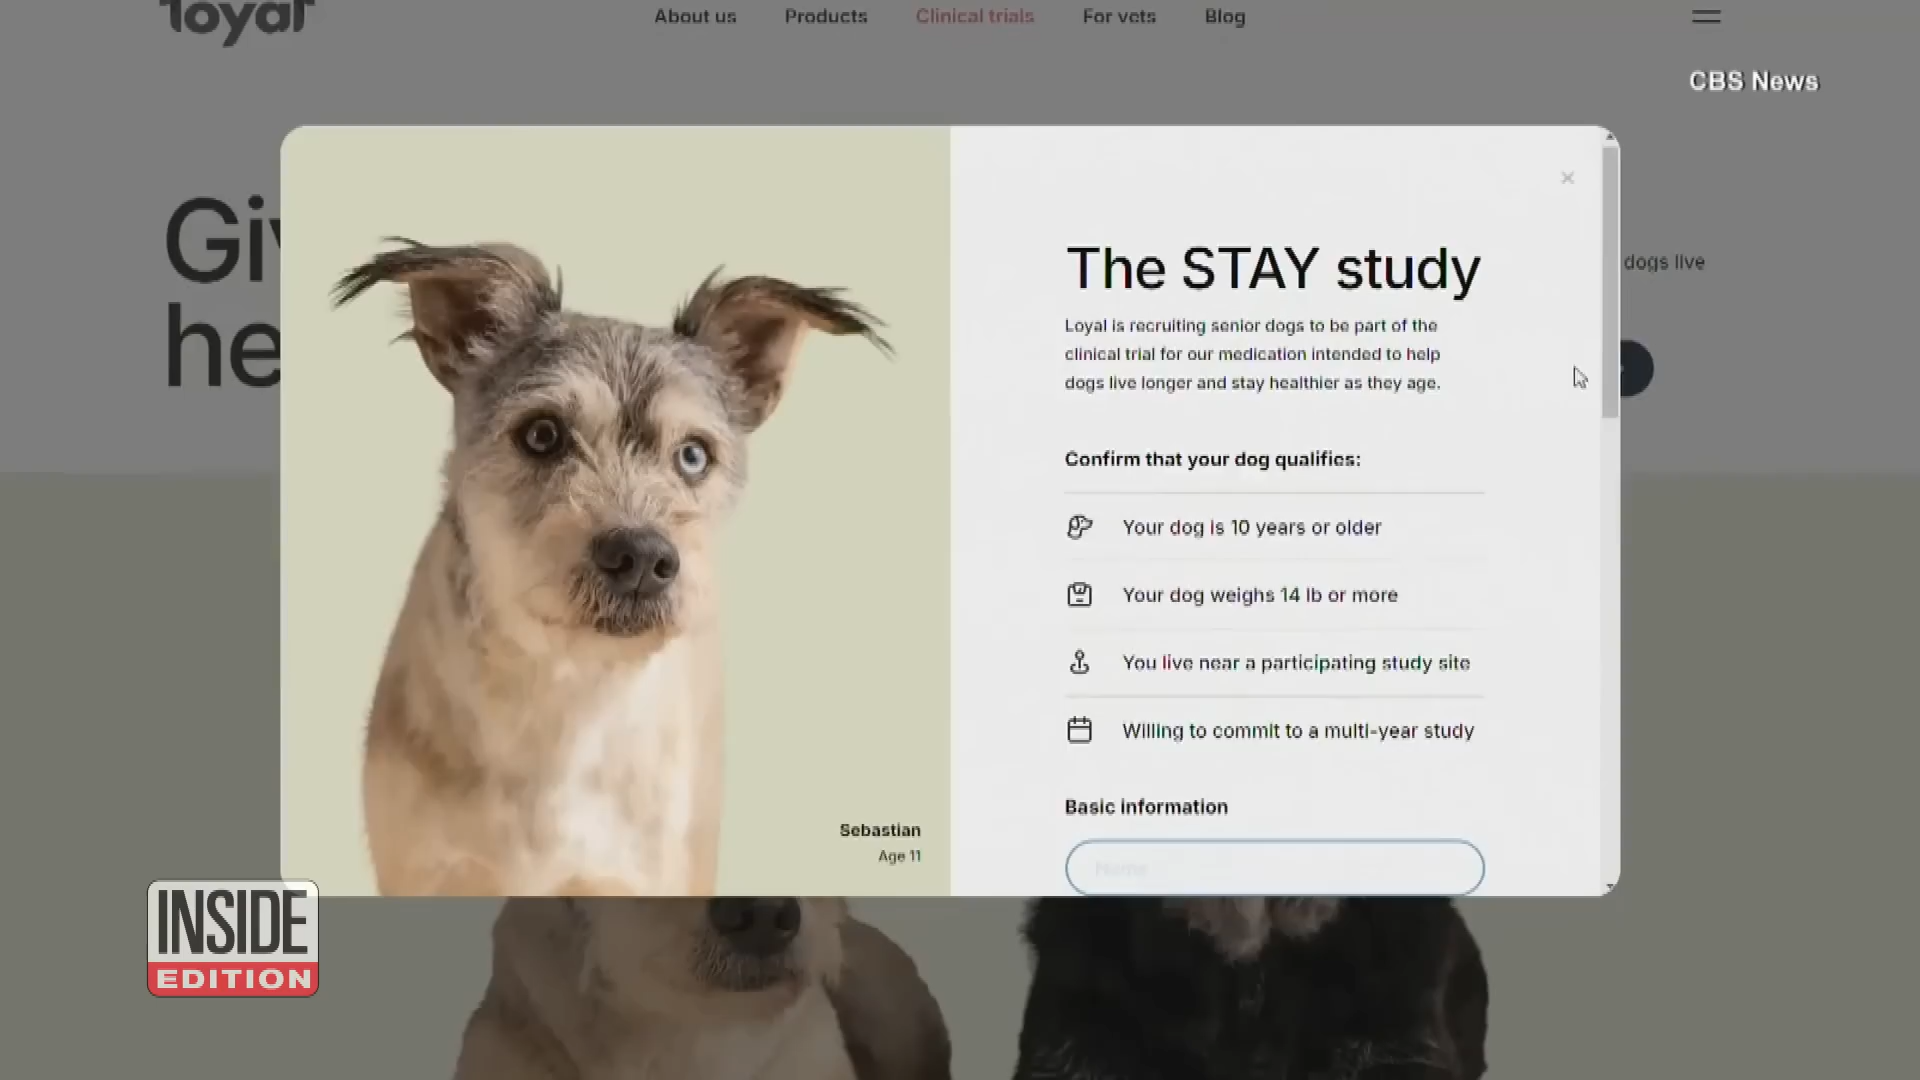 loyal
About us Products Clinical trials For vets Blog
CBS News
Giv
he
dogs live
The STAY study
Loyal is recruiting senior dogs to be part of the
clinical trial for our medication intended to help
dogs live longer and stay healthier as they age.
Confirm that your dog qualifies:
Your dog is 10 years or older
Your dog weighs 14 lb or more
You live near a participating study site
Willing to commit to a multi-year study
Basic information
Name
Sebastian
Age 11
INSIDE
EDITION